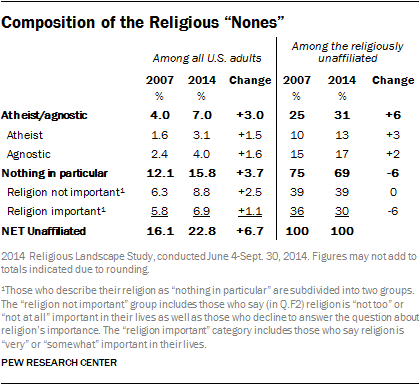 Composition of the Religious “Nones”
Among all U.S. adults Among the religiously unaffiliated
2007 2014 Change 2007 2014 Change
% % % %
Atheist/agnostic 4.0 7.0 +3.0 25 31 +6
Atheist 1.6 3.1 +1.5 10 13 +3
Agnostic 2.4 4.0 +1.6 15 17 +2
Nothing in particular 12.1 15.8 +3.7 75 69 -6
Religion not important¹ 6.3 8.8 +2.5 39 39 0
Religion important¹ 5.8 6.9 +1.1 36 30 -6
NET Unaffiliated 16.1 22.8 +6.7 100 100
2014 Religious Landscape Study, conducted June 4-Sept. 30, 2014. Figures may not add to
totals indicated due to rounding.
¹Those who describe their religion as “nothing in particular” are subdivided into two groups.
The “religion not important” group includes those who say (in Q.F2) religion is “not too” or
“not at all” important in their lives as well as those who decline to answer the question about
religion’s importance. The “religion important” category includes those who say religion is
“very” or “somewhat” important in their lives.
PEW RESEARCH CENTER